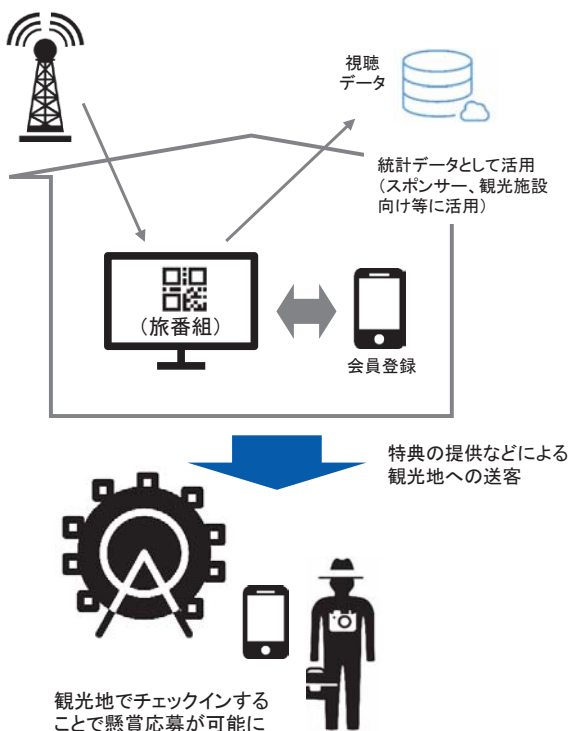 視聴
データ
統計データとして活用
（スポンサー、観光施設
向け等に活用）
（旅番組）
会員登録
特典の提供などによる
観光地への送客
観光地でチェックインする
ことで懸賞応募が可能に